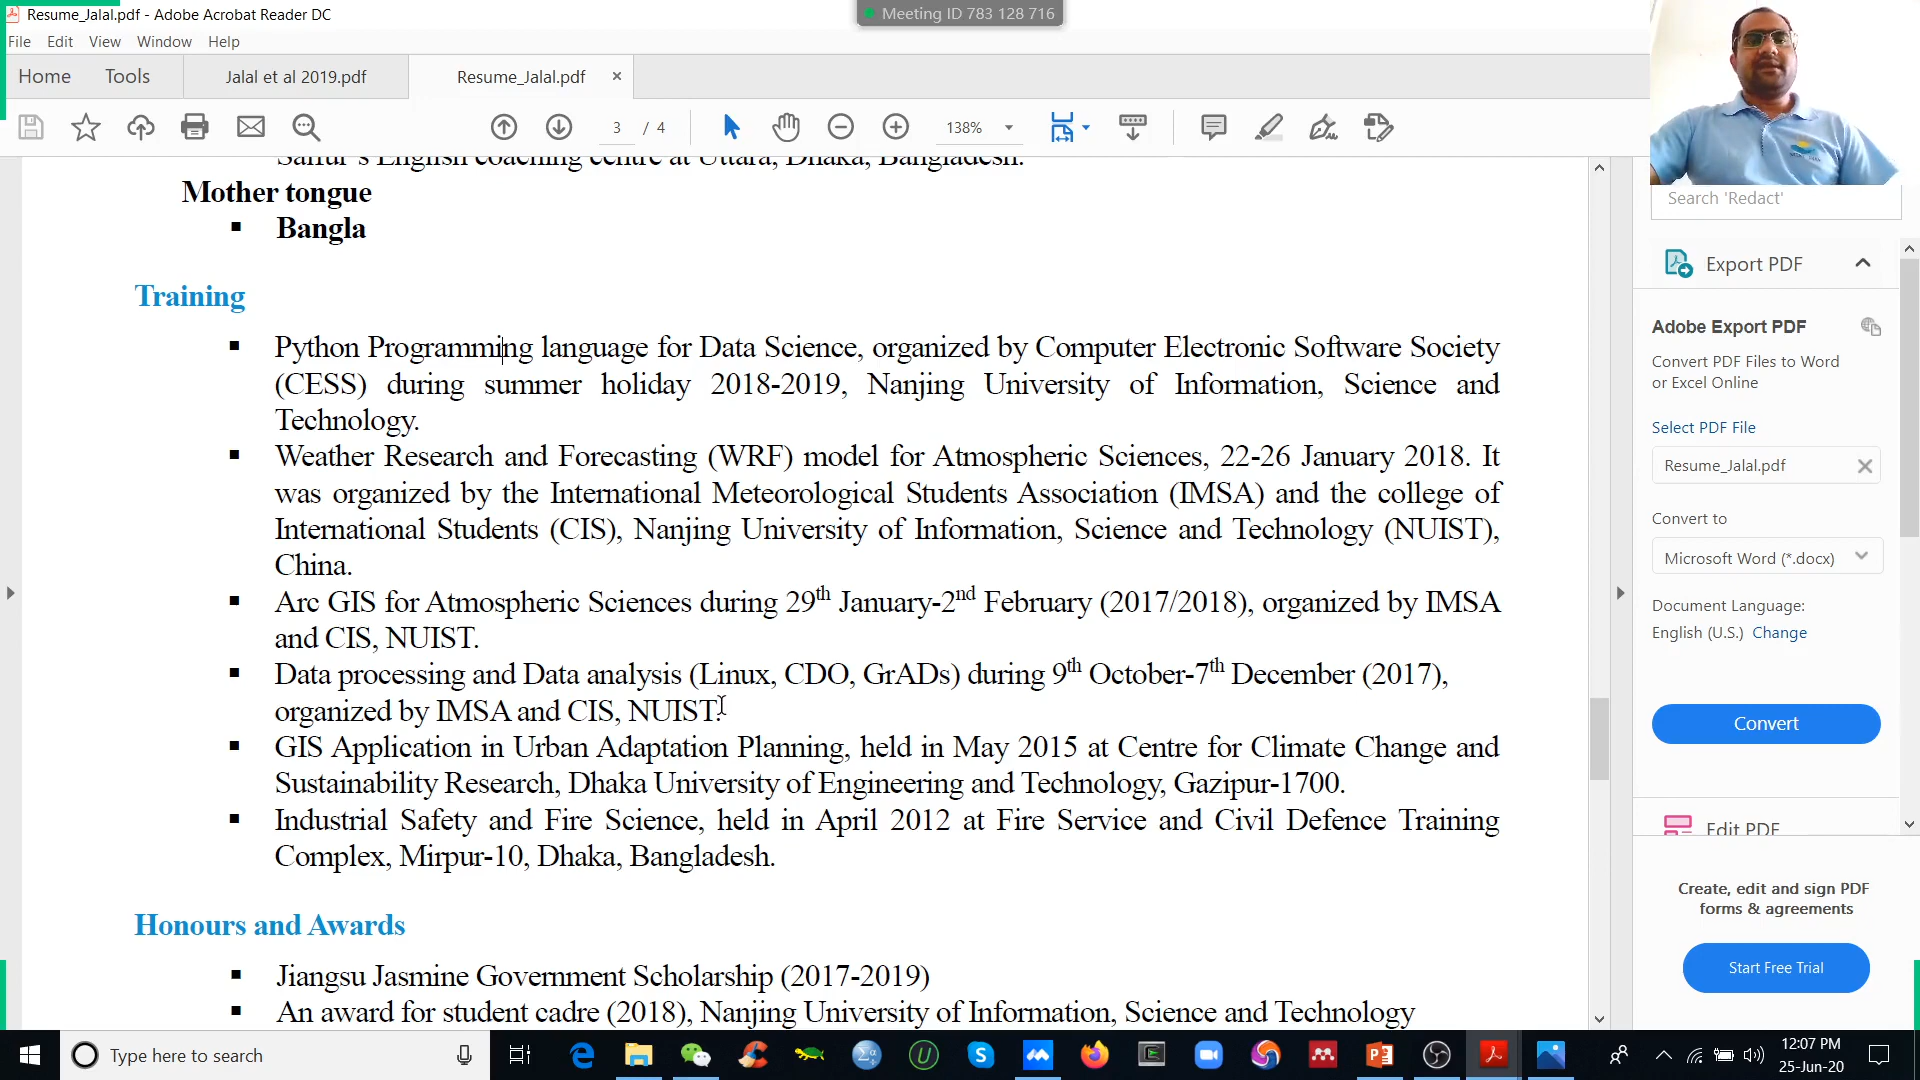 Resume_Jalal.pdf - Adobe Acrobat Reader DC
Meeting ID 783 128 716
File Edit View Window Help
Home Tools Jalal et al 2019.pdf Resume_Jalal.pdf ×
3 / 4 138%
Saifur's English coaching centre at Uttara, Dhaka, Bangladesh.
Mother tongue
▪ Bangla
Training
▪ Python Programming language for Data Science, organized by Computer Electronic Software Society
(CESS) during summer holiday 2018-2019, Nanjing University of Information, Science and
Technology.
▪ Weather Research and Forecasting (WRF) model for Atmospheric Sciences, 22-26 January 2018. It
was organized by the International Meteorological Students Association (IMSA) and the college of
International Students (CIS), Nanjing University of Information, Science and Technology (NUIST),
China.
▪ Arc GIS for Atmospheric Sciences during 29th January-2nd February (2017/2018), organized by IMSA
and CIS, NUIST.
▪ Data processing and Data analysis (Linux, CDO, GrADs) during 9th October-7th December (2017),
organized by IMSA and CIS, NUIST.
▪ GIS Application in Urban Adaptation Planning, held in May 2015 at Centre for Climate Change and
Sustainability Research, Dhaka University of Engineering and Technology, Gazipur-1700.
▪ Industrial Safety and Fire Science, held in April 2012 at Fire Service and Civil Defence Training
Complex, Mirpur-10, Dhaka, Bangladesh.
Honours and Awards
▪ Jiangsu Jasmine Government Scholarship (2017-2019)
▪ An award for student cadre (2018), Nanjing University of Information, Science and Technology
Search 'Redact'
Export PDF
Adobe Export PDF
Convert PDF Files to Word
or Excel Online
Select PDF File
Resume_Jalal.pdf
Convert to
Microsoft Word (*.docx)
Document Language:
English (U.S.) Change
Convert
Edit PDF
Create, edit and sign PDF
forms & agreements
Start Free Trial
Type here to search
12:07 PM
25-Jun-20